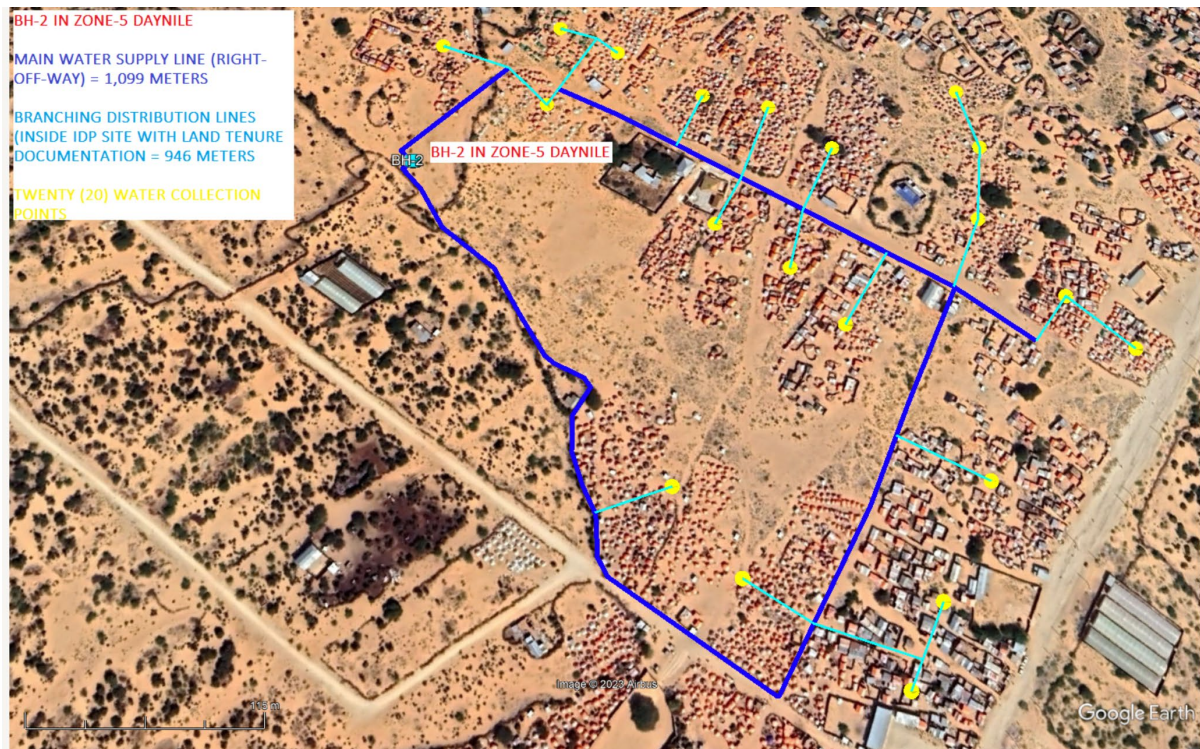 BH-2 IN ZONE-5 DAYNILE
MAIN WATER SUPPLY LINE (RIGHT-
OFF-WAY) = 1,099 METERS
BRANCHING DISTRIBUTION LINES
(INSIDE IDP SITE WITH LAND TENURE
DOCUMENTATION = 946 METERS
TWENTY (20) WATER COLLECTION
POINTS
BH-2
BH-2 IN ZONE-5 DAYNILE
Image © 2023 Airbus
115 m
Google Earth